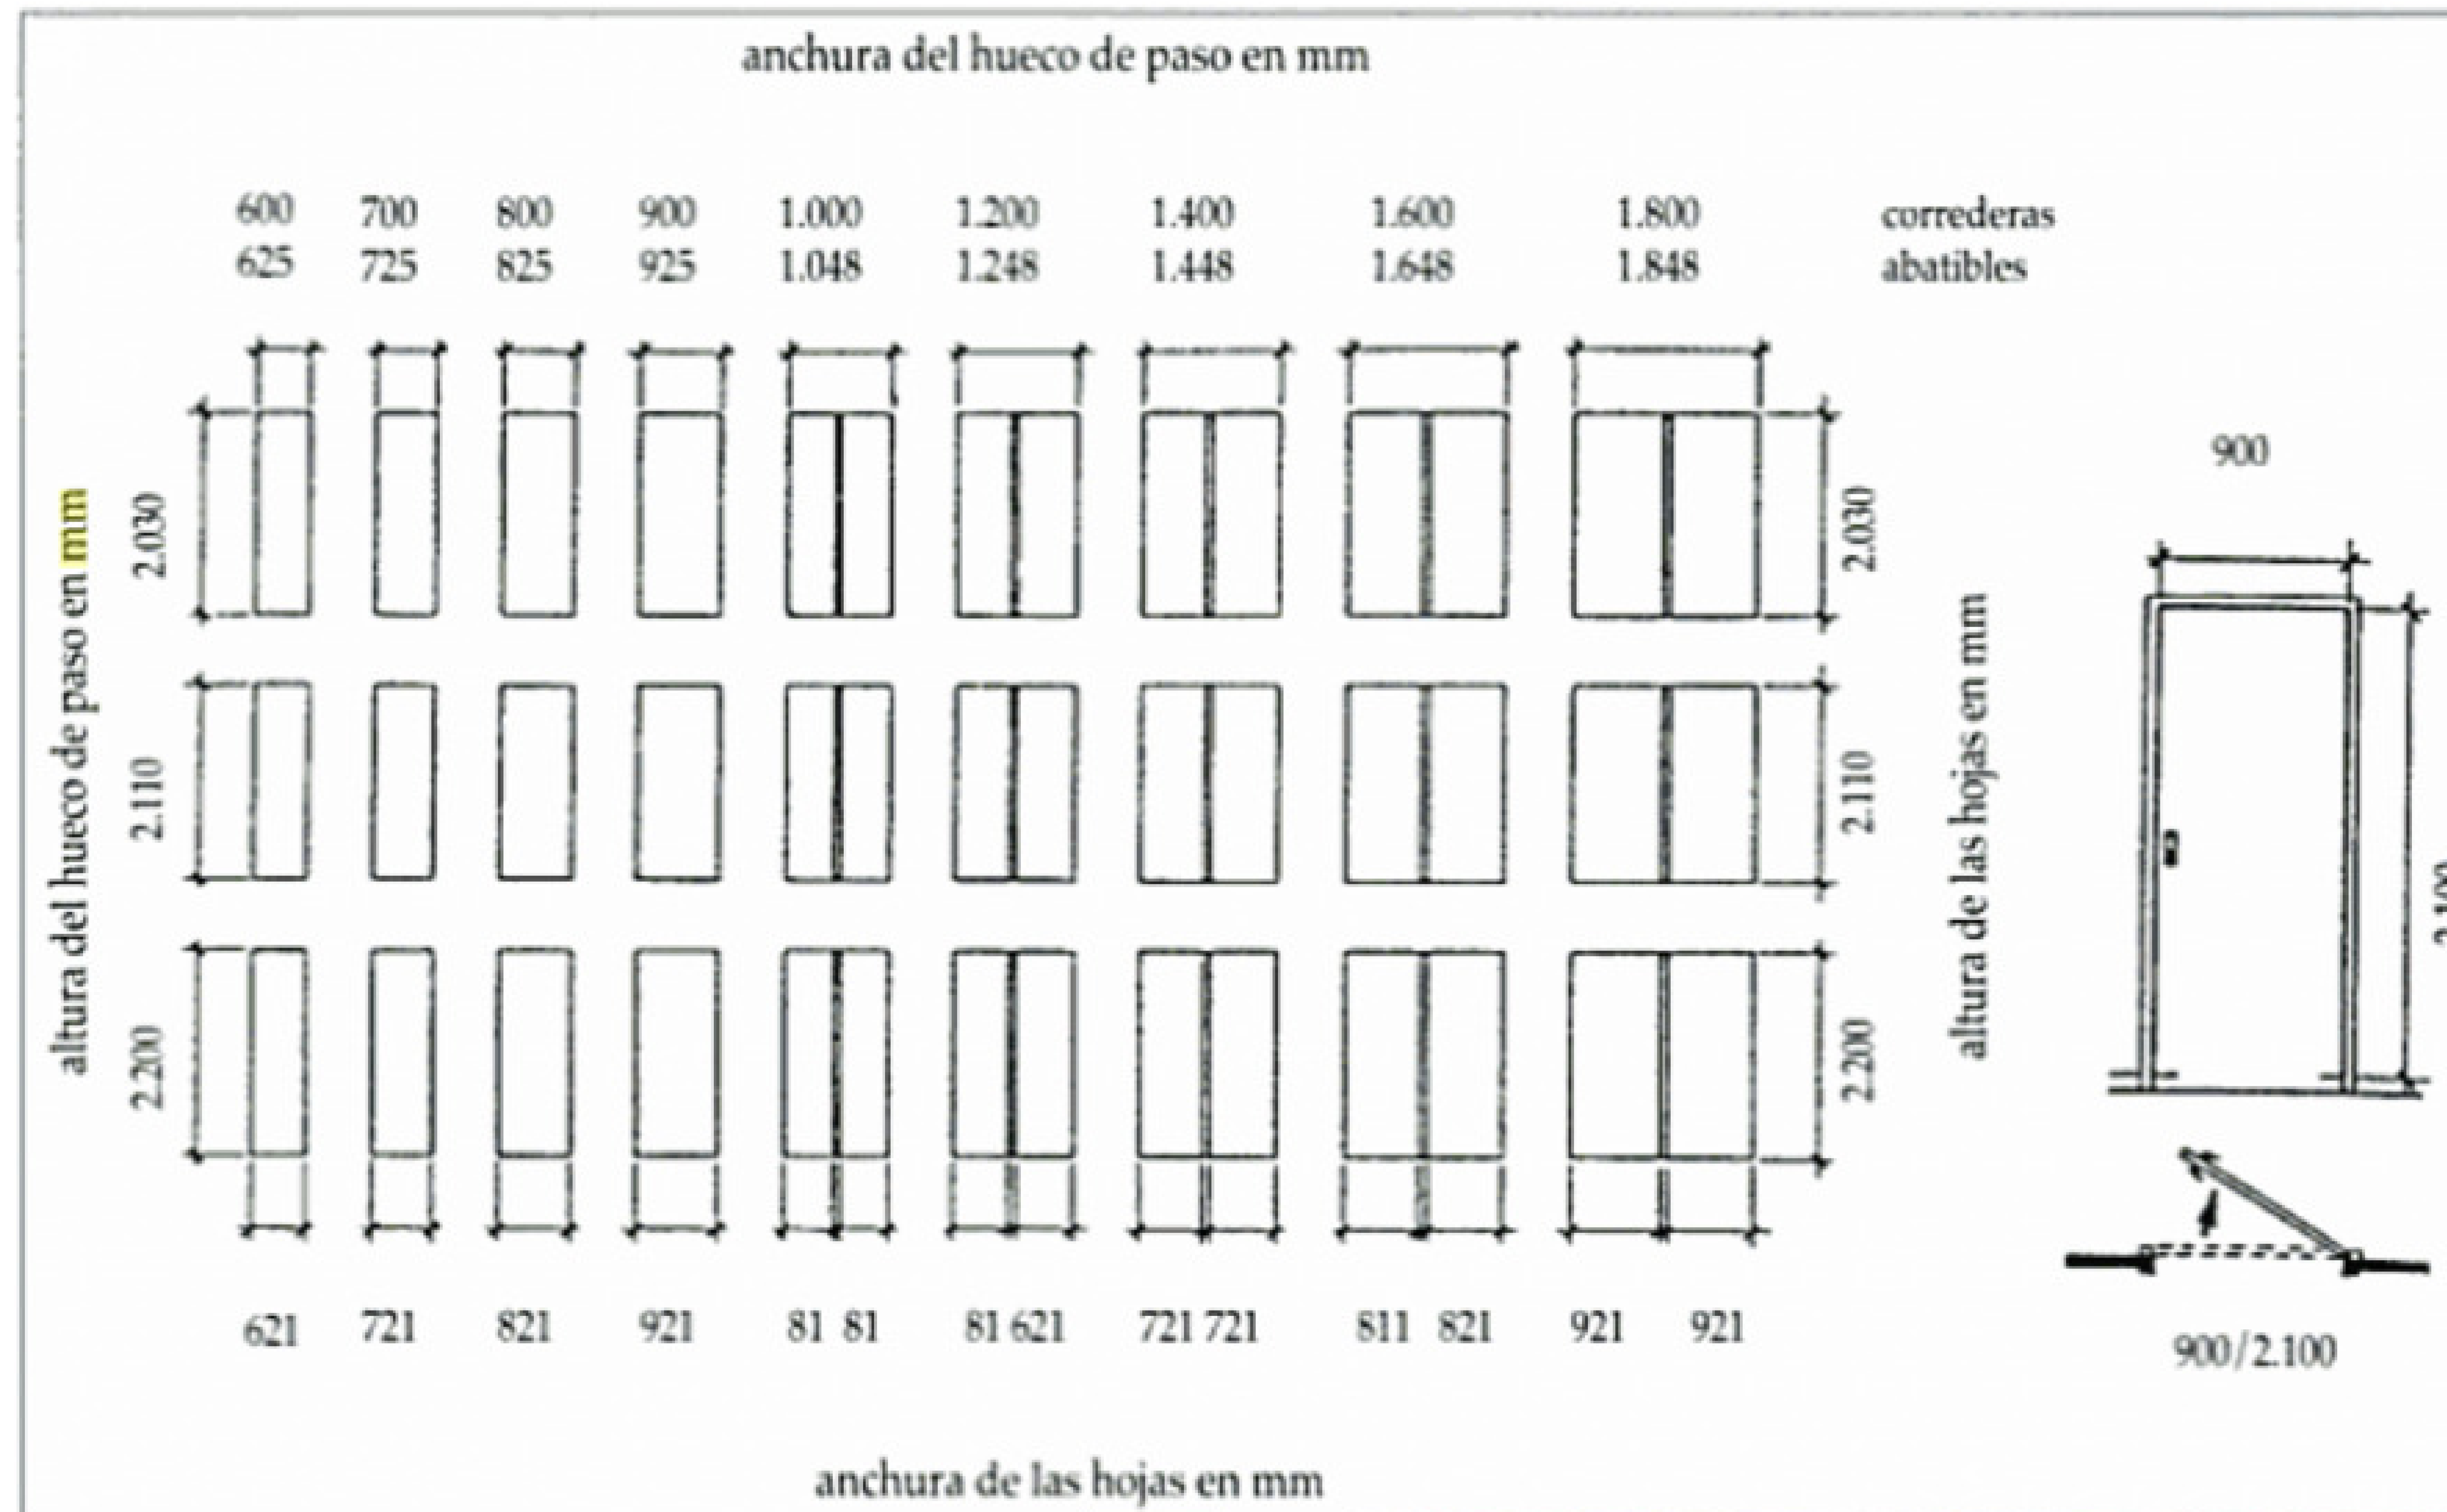 anchura del hueco de paso en mm
600 700 800 900 1.000 1.200 1.400 1.600 1.800 correderas
625 725 825 925 1.048 1.248 1.448 1.648 1.848 abatibles
altura del hueco de paso en mm
2.030
2.110
2.200
2.030
2.110
2.200
altura de las hojas en mm
900
900/2.100
621 721 821 921 81 81 81 621 721 721 811 821 921 921
anchura de las hojas en mm